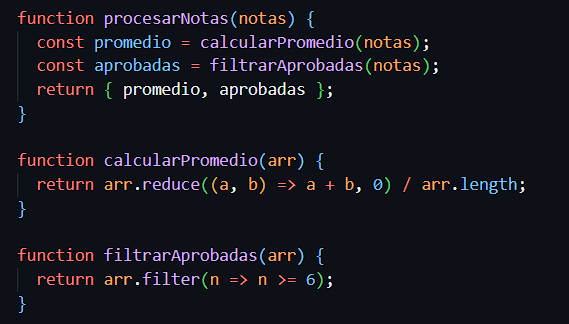 function procesarNotas(notas) {
  const promedio = calcularPromedio(notas);
  const aprobadas = filtrarAprobadas(notas);
  return { promedio, aprobadas };
}

function calcularPromedio(arr) {
  return arr.reduce((a, b) => a + b, 0) / arr.length;
}

function filtrarAprobadas(arr) {
  return arr.filter(n => n >= 6);
}